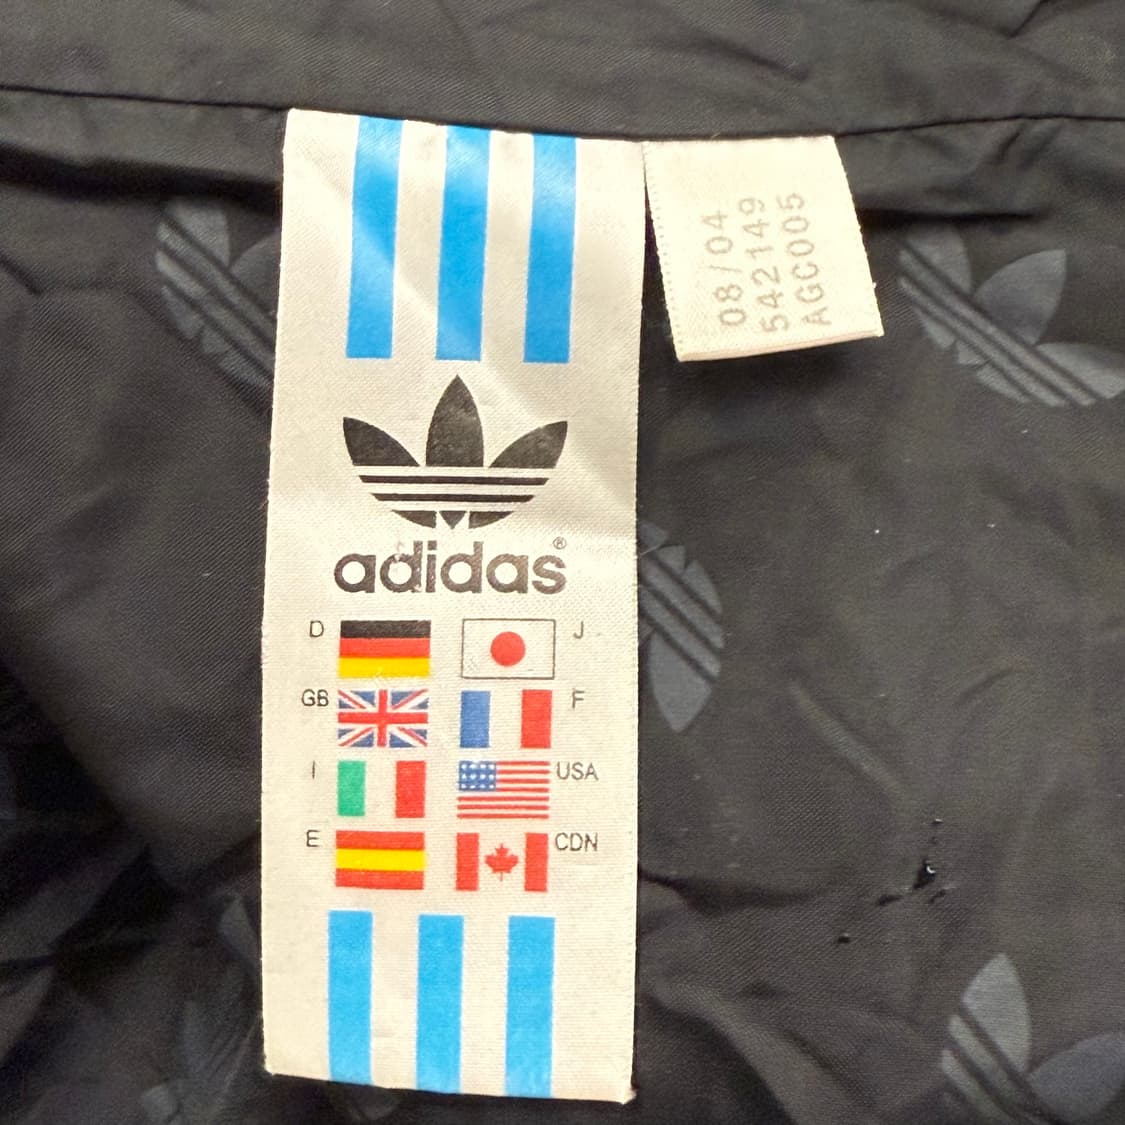 08/04
542149
AGC005
adidas®
D J
GB F
I USA
E CDN